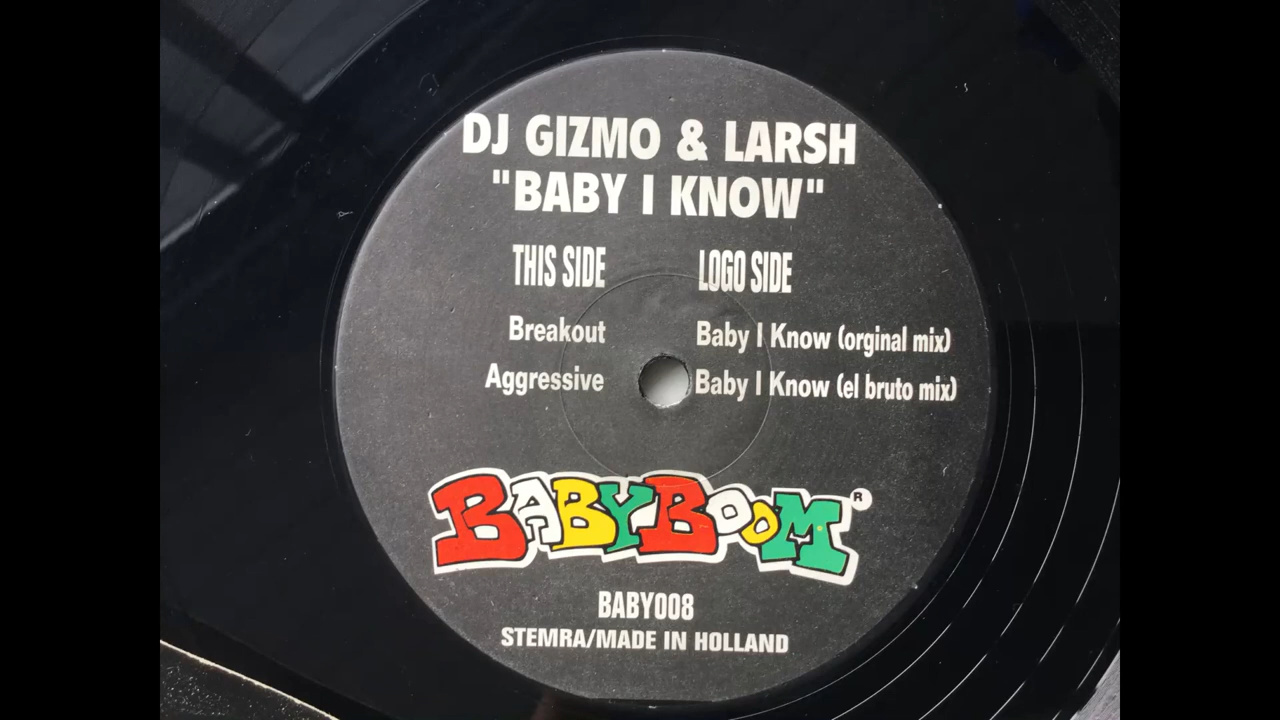 DJ GIZMO & LARSH
"BABY I KNOW"
THIS SIDE LOGO SIDE
Breakout Baby I Know (orginal mix)
Aggressive Baby I Know (el bruto mix)
BABYBOOM ®
BABY008
STEMRA/MADE IN HOLLAND